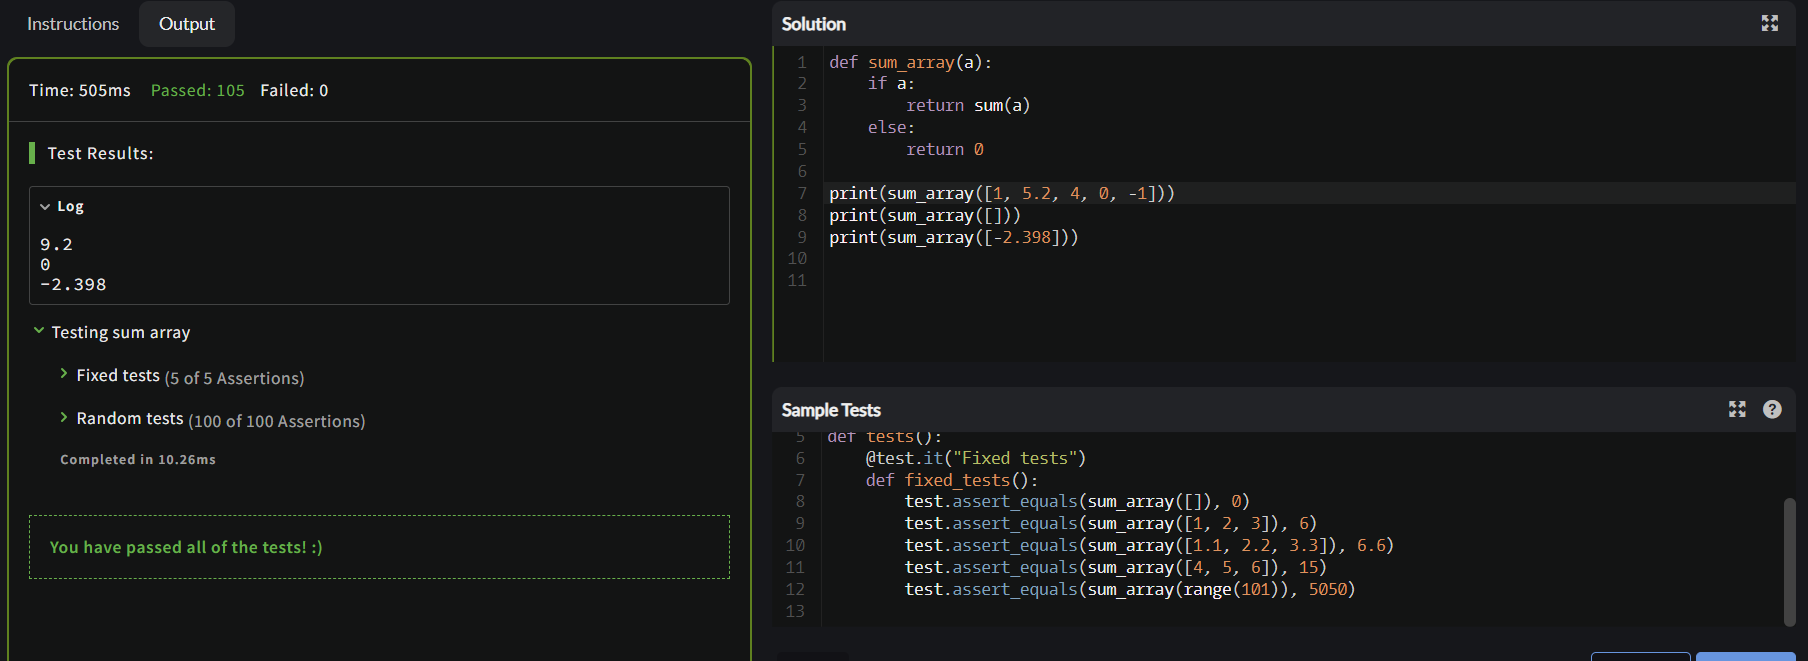 Instructions
Output
Time: 505ms Passed: 105 Failed: 0
Test Results:
Log
9.2
0
-2.398
Testing sum array
Fixed tests (5 of 5 Assertions)
Random tests (100 of 100 Assertions)
Completed in 10.26ms
You have passed all of the tests! :)
Solution
1 def sum_array(a):
2     if a:
3         return sum(a)
4     else:
5         return 0
6
7 print(sum_array([1, 5.2, 4, 0, -1]))
8 print(sum_array([]))
9 print(sum_array([-2.398]))
10
11
Sample Tests
?
5 def tests():
6     @test.it("Fixed tests")
7     def fixed_tests():
8         test.assert_equals(sum_array([]), 0)
9         test.assert_equals(sum_array([1, 2, 3]), 6)
10         test.assert_equals(sum_array([1.1, 2.2, 3.3]), 6.6)
11         test.assert_equals(sum_array([4, 5, 6]), 15)
12         test.assert_equals(sum_array(range(101)), 5050)
13